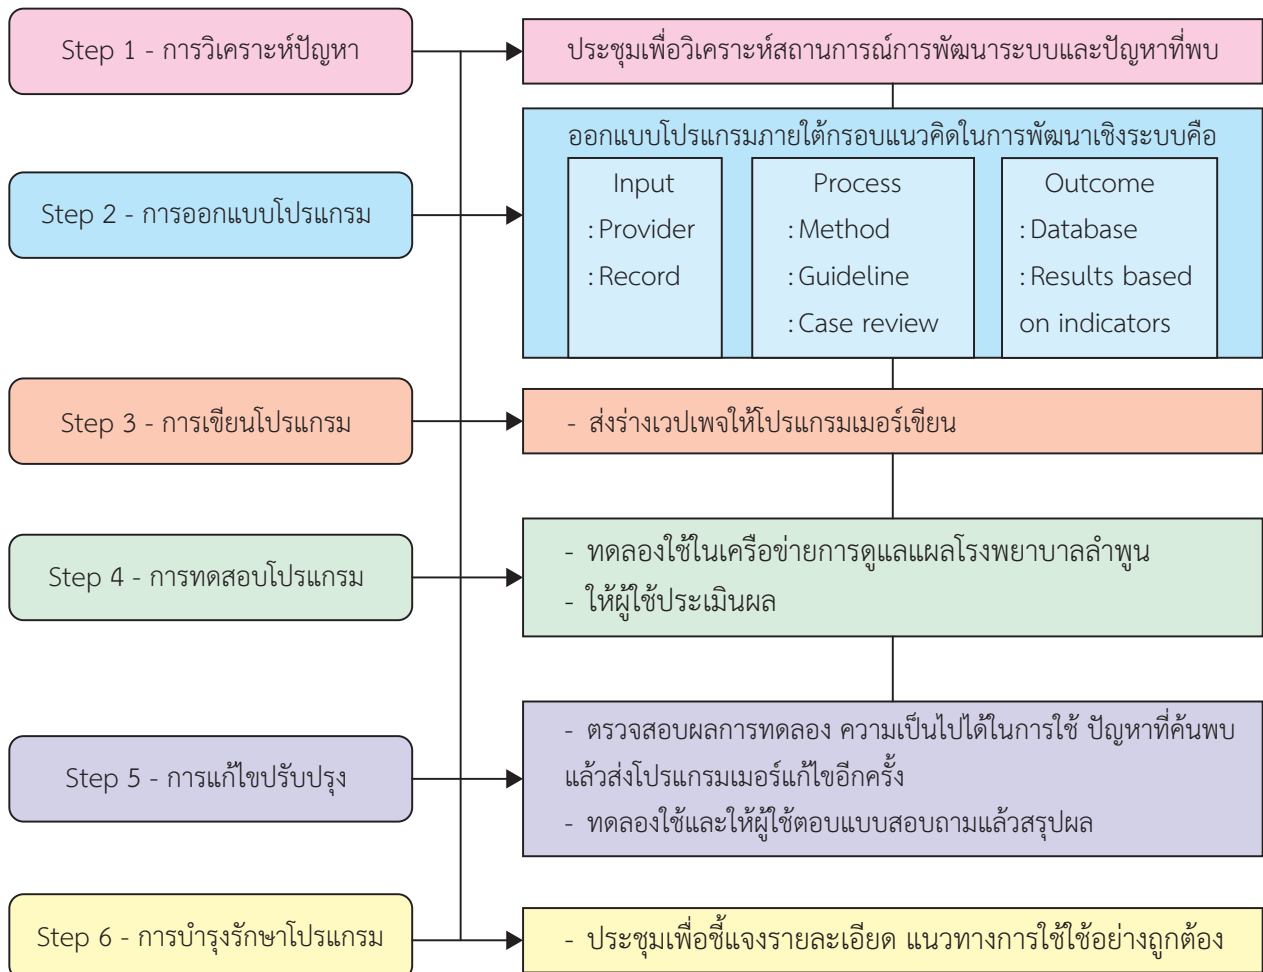 Step 1 - การวิเคราะห์ปัญหา
ประชุมเพื่อวิเคราะห์สถานการณ์การพัฒนาระบบและปัญหาที่พบ
Step 2 - การออกแบบโปรแกรม
ออกแบบโปรแกรมภายใต้กรอบแนวคิดในการพัฒนาเชิงระบบคือ
Input
: Provider
: Record
Process
: Method
: Guideline
: Case review
Outcome
: Database
: Results based
on indicators
Step 3 - การเขียนโปรแกรม
- ส่งร่างเวปเพจให้โปรแกรมเมอร์เขียน
Step 4 - การทดสอบโปรแกรม
- ทดลองใช้ในเครือข่ายการดูแลแผลโรงพยาบาลลำพูน
- ให้ผู้ใช้ประเมินผล
Step 5 - การแก้ไขปรับปรุง
- ตรวจสอบผลการทดลอง ความเป็นไปได้ในการใช้ ปัญหาที่ค้นพบ
แล้วส่งโปรแกรมเมอร์แก้ไขอีกครั้ง
- ทดลองใช้และให้ผู้ใช้ตอบแบบสอบถามแล้วสรุปผล
Step 6 - การบำรุงรักษาโปรแกรม
- ประชุมเพื่อชี้แจงรายละเอียด แนวทางการใช้ใช้อย่างถูกต้อง